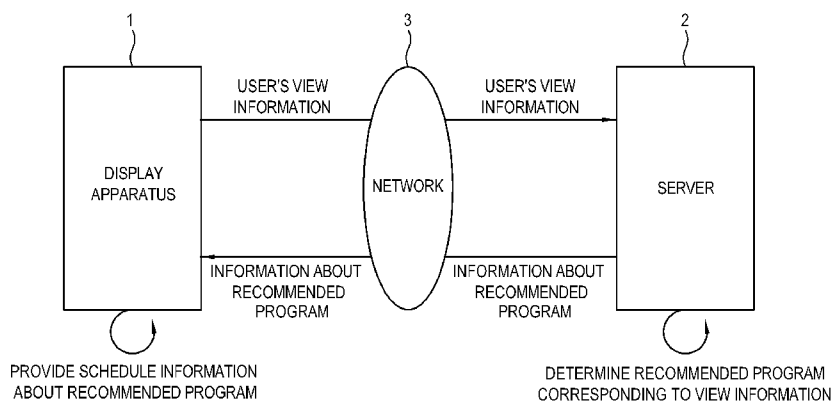 1
3
2
USER'S VIEW
INFORMATION
USER'S VIEW
INFORMATION
DISPLAY
APPARATUS
NETWORK
SERVER
INFORMATION ABOUT
RECOMMENDED
PROGRAM
INFORMATION ABOUT
RECOMMENDED
PROGRAM
PROVIDE SCHEDULE INFORMATION
ABOUT RECOMMENDED PROGRAM
DETERMINE RECOMMENDED PROGRAM
CORRESPONDING TO VIEW INFORMATION